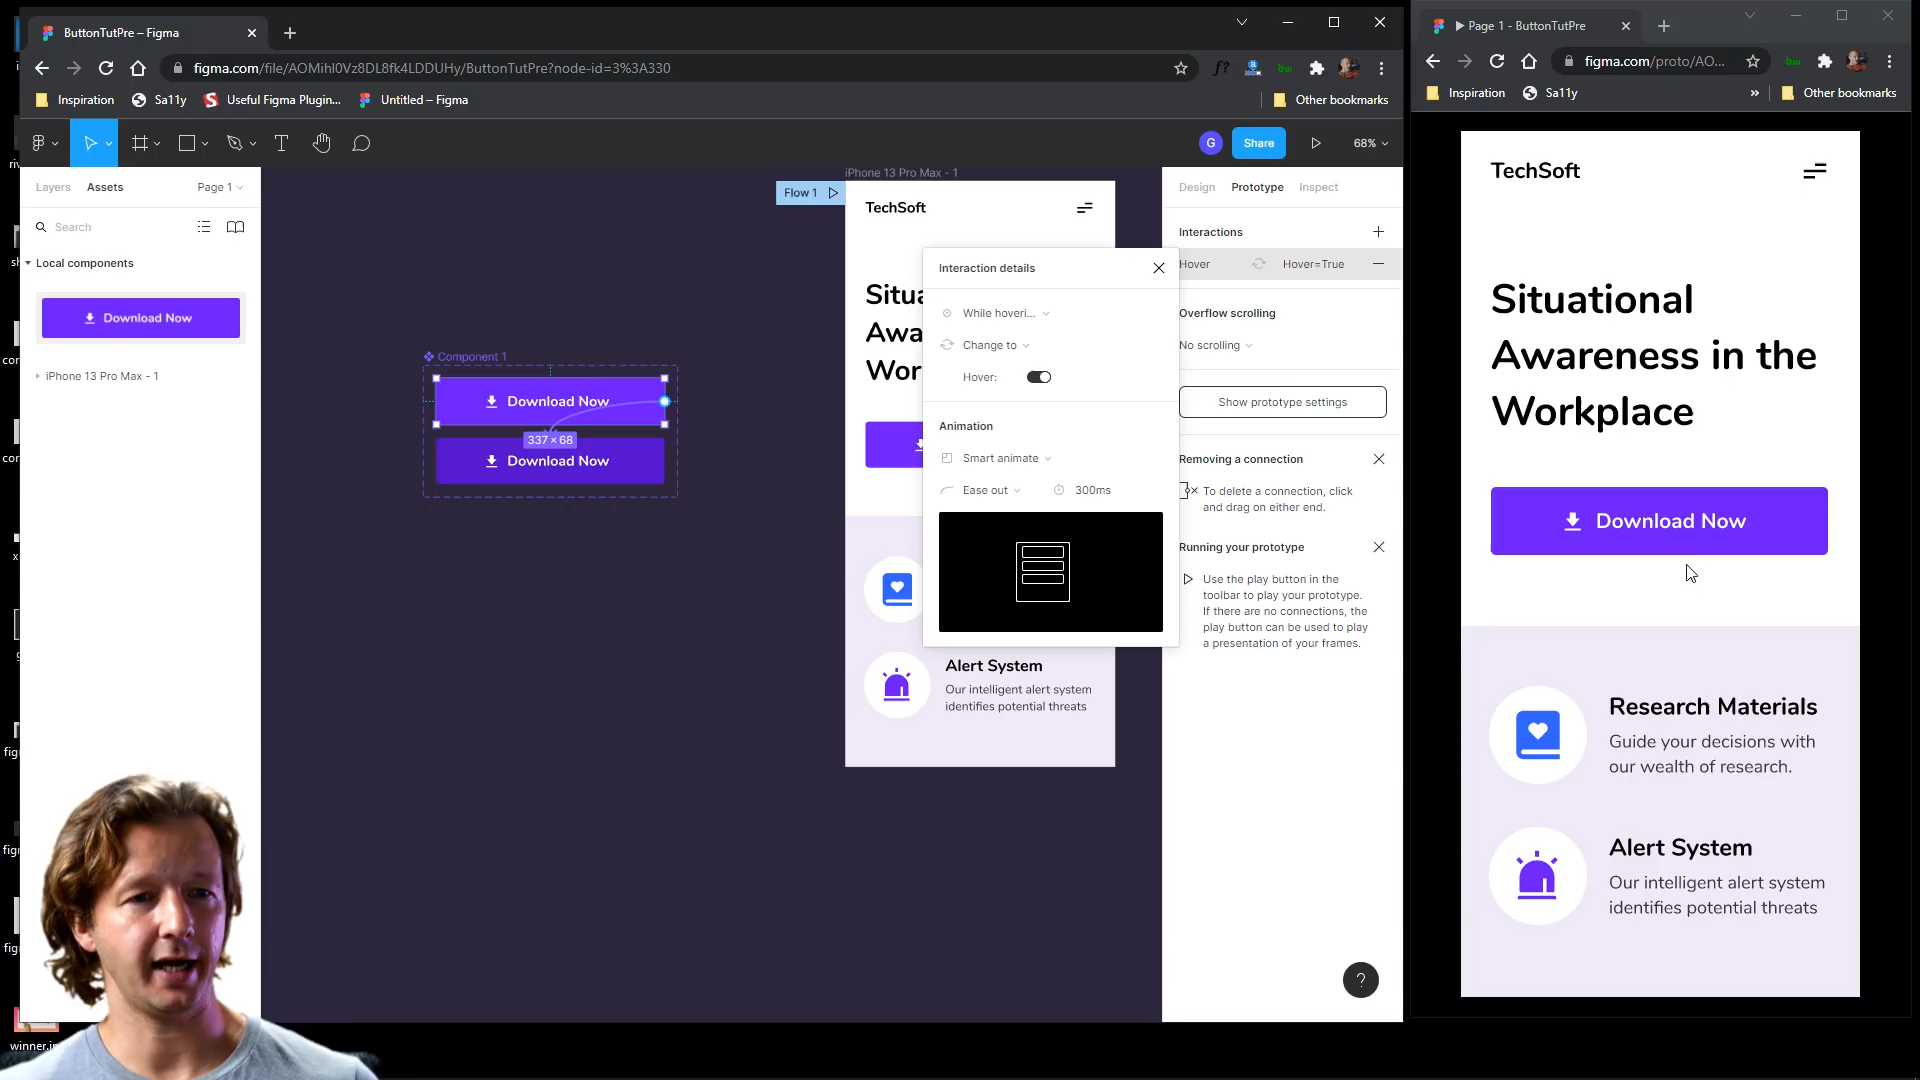 ButtonTutPre – Figma
figma.com/file/AOMihl0Vz8DL8fk4LDDUHy/ButtonTutPre?node-id=3%3A330
Inspiration
Sa11y
Useful Figma Plugin...
Untitled – Figma
Other bookmarks
G
Share
68%
Layers
Assets
Page 1
Search
Local components
Download Now
iPhone 13 Pro Max - 1
Component 1
Download Now
337 × 68
Download Now
Flow 1
iPhone 13 Pro Max - 1
TechSoft
Alert System
Our intelligent alert system
identifies potential threats
Interaction details
While hoveri...
Change to
Hover:
Animation
Smart animate
Ease out
300ms
Design
Prototype
Inspect
Interactions
Hover
Hover=True
Overflow scrolling
No scrolling
Show prototype settings
Removing a connection
To delete a connection, click
and drag on either end.
Running your prototype
Use the play button in the
toolbar to play your prototype.
If there are no connections, the
play button can be used to play
a presentation of your frames.
?
Page 1 - ButtonTutPre
figma.com/proto/AO...
Inspiration
Sa11y
»
Other bookmarks
TechSoft
Situational
Awareness in the
Workplace
Download Now
Research Materials
Guide your decisions with
our wealth of research.
Alert System
Our intelligent alert system
identifies potential threats